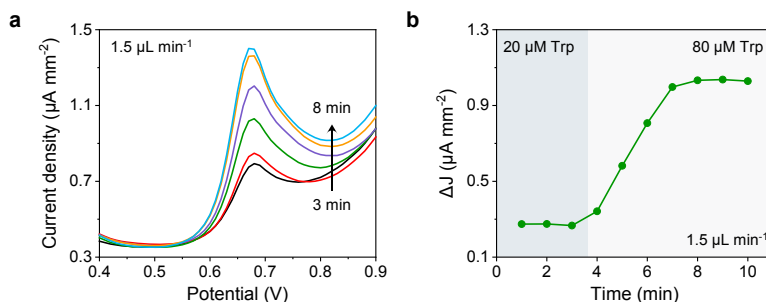 a
1.5 µL min⁻¹
Current density (µA mm⁻²)
1.5
1.1
0.7
0.3
8 min
3 min
0.4 0.5 0.6 0.7 0.8 0.9
Potential (V)
b
20 µM Trp 80 µM Trp
ΔJ (µA mm⁻²)
1.3
0.9
0.5
0.1
1.5 µL min⁻¹
0 2 4 6 8 10
Time (min)